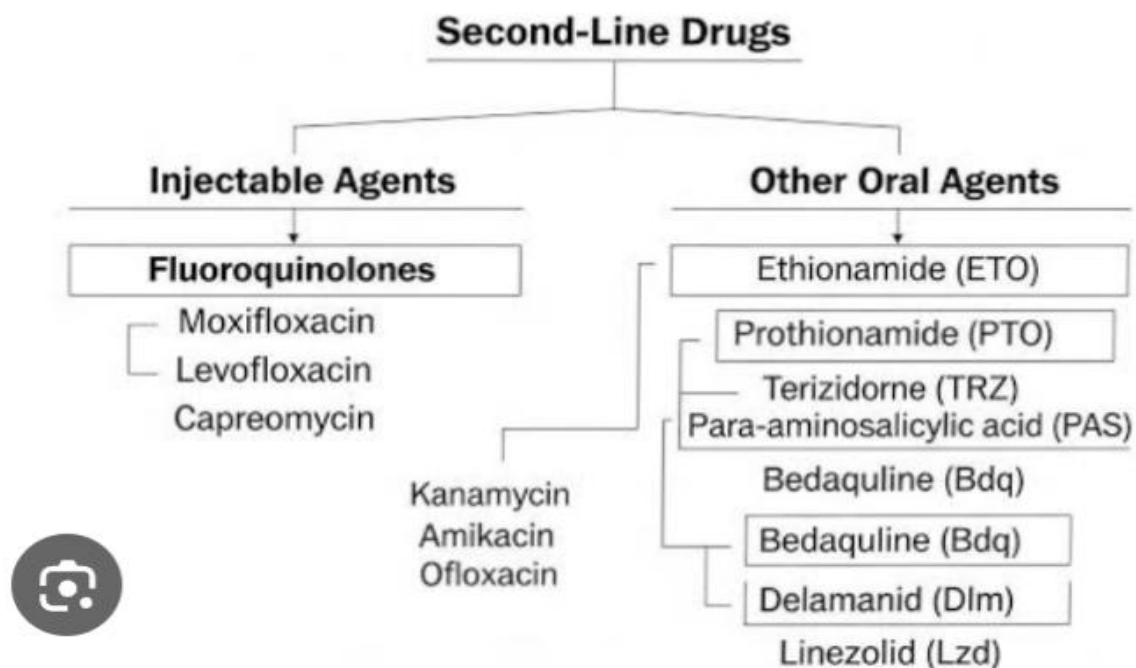 Second-Line Drugs
Injectable Agents
Fluoroquinolones
Moxifloxacin
Levofloxacin
Capreomycin
Kanamycin
Amikacin
Ofloxacin
Other Oral Agents
Ethionamide (ETO)
Prothionamide (PTO)
Terizidorne (TRZ)
Para-aminosalicylic acid (PAS)
Bedaquline (Bdq)
Bedaquline (Bdq)
Delamanid (Dlm)
Linezolid (Lzd)